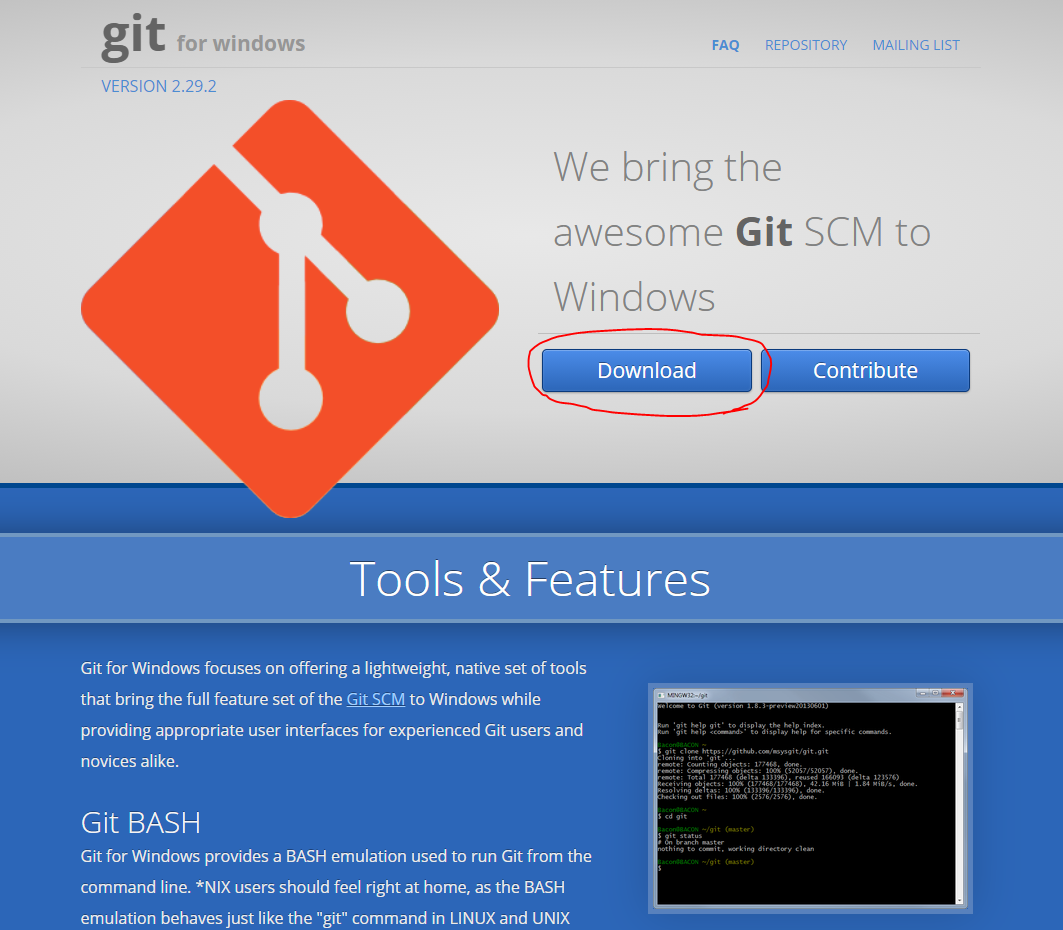 git for windows
FAQ REPOSITORY MAILING LIST
VERSION 2.29.2
We bring the
awesome Git SCM to
Windows
Download Contribute
Tools & Features
Git for Windows focuses on offering a lightweight, native set of tools
that bring the full feature set of the Git SCM to Windows while
providing appropriate user interfaces for experienced Git users and
novices alike.
Git BASH
Git for Windows provides a BASH emulation used to run Git from the
command line. *NIX users should feel right at home, as the BASH
emulation behaves just like the "git" command in LINUX and UNIX
MINGW32:~/git
Welcome to Git (version 1.8.3-preview20130601)
Run 'git help git' to display the help index.
Run 'git help <command>' to display help for specific commands.
Bacon@BACON ~
$ git clone https://github.com/msysgit/git.git
Cloning into 'git'...
remote: Counting objects: 177468, done.
remote: Compressing objects: 100% (52057/52057), done.
remote: Total 177468 (delta 133396), reused 166093 (delta 123576)
Receiving objects: 100% (177468/177468), 42.16 MiB | 1.84 MiB/s, done.
Resolving deltas: 100% (133396/133396), done.
Checking out files: 100% (2576/2576), done.
Bacon@BACON ~
$ cd git
Bacon@BACON ~/git (master)
$ git status
# On branch master
nothing to commit, working directory clean
Bacon@BACON ~/git (master)
$